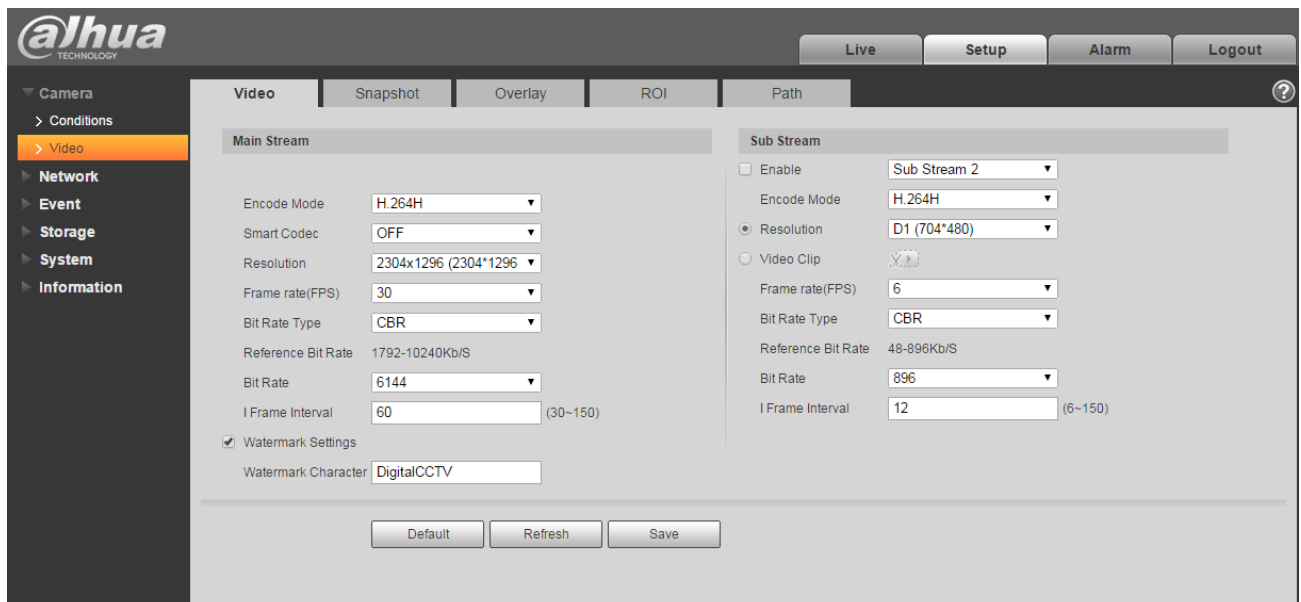 alhua
TECHNOLOGY
Live Setup Alarm Logout
Camera
Conditions
Video
Network
Event
Storage
System
Information
Video Snapshot Overlay ROI Path
?
Main Stream
Encode Mode H.264H
Smart Codec OFF
Resolution 2304x1296 (2304*1296
Frame rate(FPS) 30
Bit Rate Type CBR
Reference Bit Rate 1792-10240Kb/S
Bit Rate 6144
I Frame Interval 60 (30~150)
Watermark Settings
Watermark Character DigitalCCTV
Sub Stream
Enable Sub Stream 2
Encode Mode H.264H
Resolution D1 (704*480)
Video Clip
Frame rate(FPS) 6
Bit Rate Type CBR
Reference Bit Rate 48-896Kb/S
Bit Rate 896
I Frame Interval 12 (6~150)
Default Refresh Save